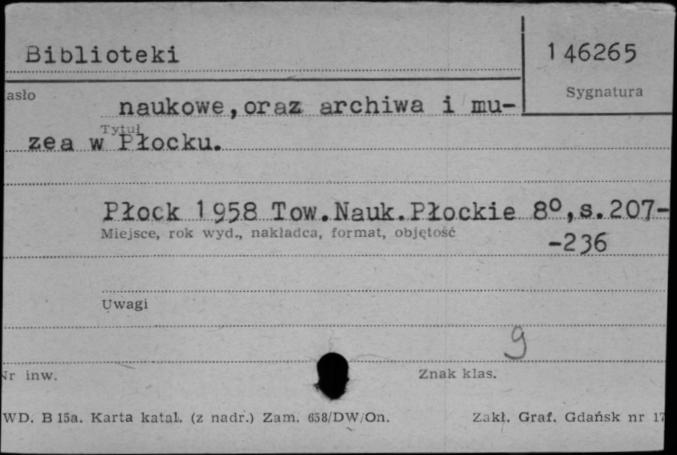 Biblioteki
146265
asło
Sygnatura
naukowe,oraz archiwa i mu-
Tytuł
zea w Płocku.
Płock 1958 Tow.Nauk.Płockie 8º,s.207-
Miejsce, rok wyd., nakładca, format, objętość
-236
Uwagi
9
Nr inw.
Znak klas.
WD. B 15a. Karta katal. (z nadr.) Zam. 658/DW/On.
Zakł. Graf. Gdańsk nr 17